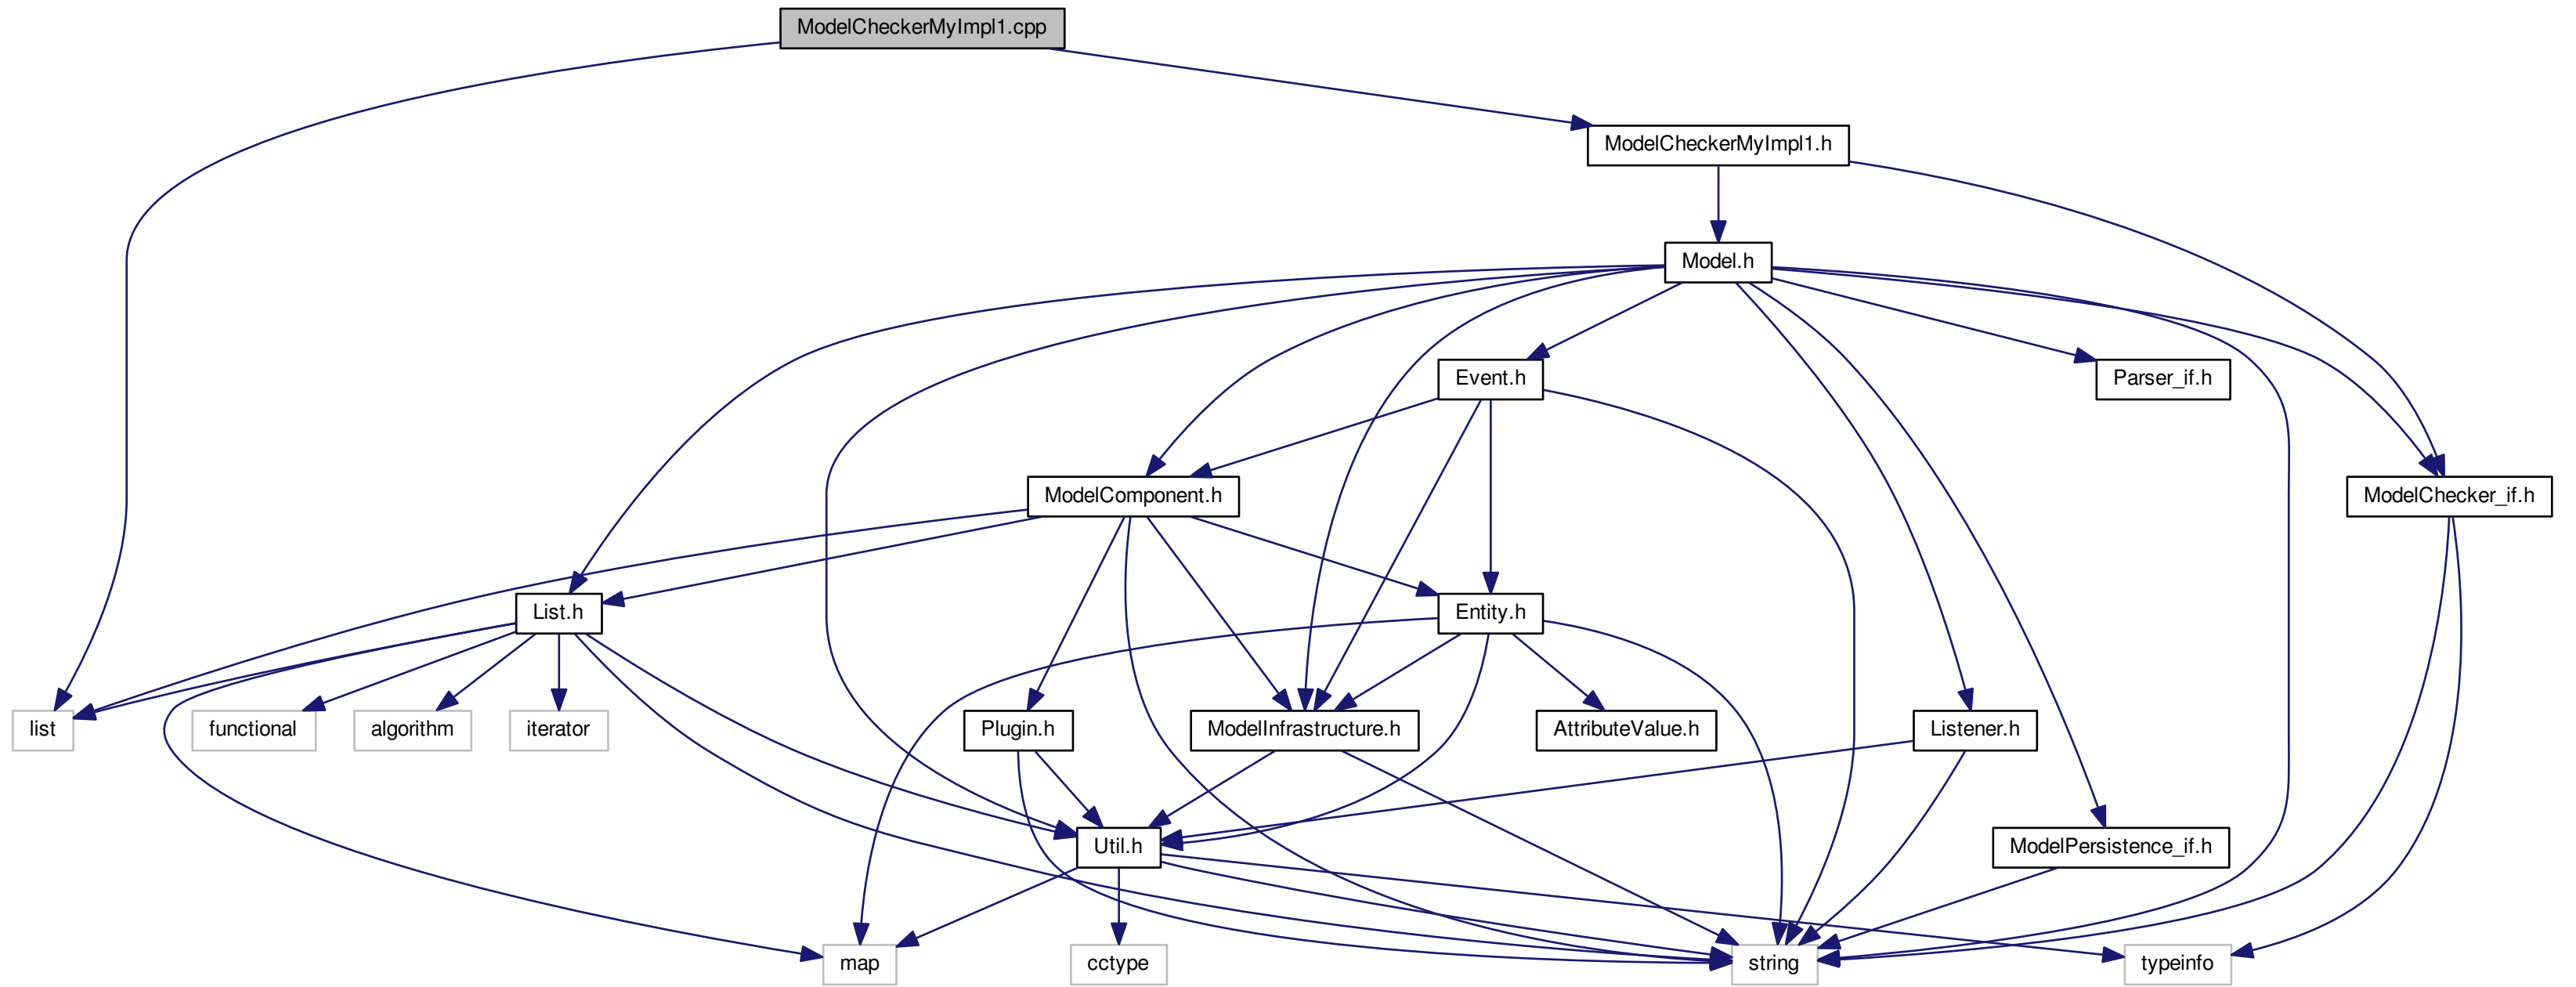 ModelCheckerMyImpl1.cpp
ModelCheckerMyImpl1.h
Model.h
Event.h
Parser_if.h
ModelComponent.h
ModelChecker_if.h
List.h
Entity.h
list
functional
algorithm
iterator
Plugin.h
ModelInfrastructure.h
AttributeValue.h
Listener.h
Util.h
ModelPersistence_if.h
map
cctype
string
typeinfo